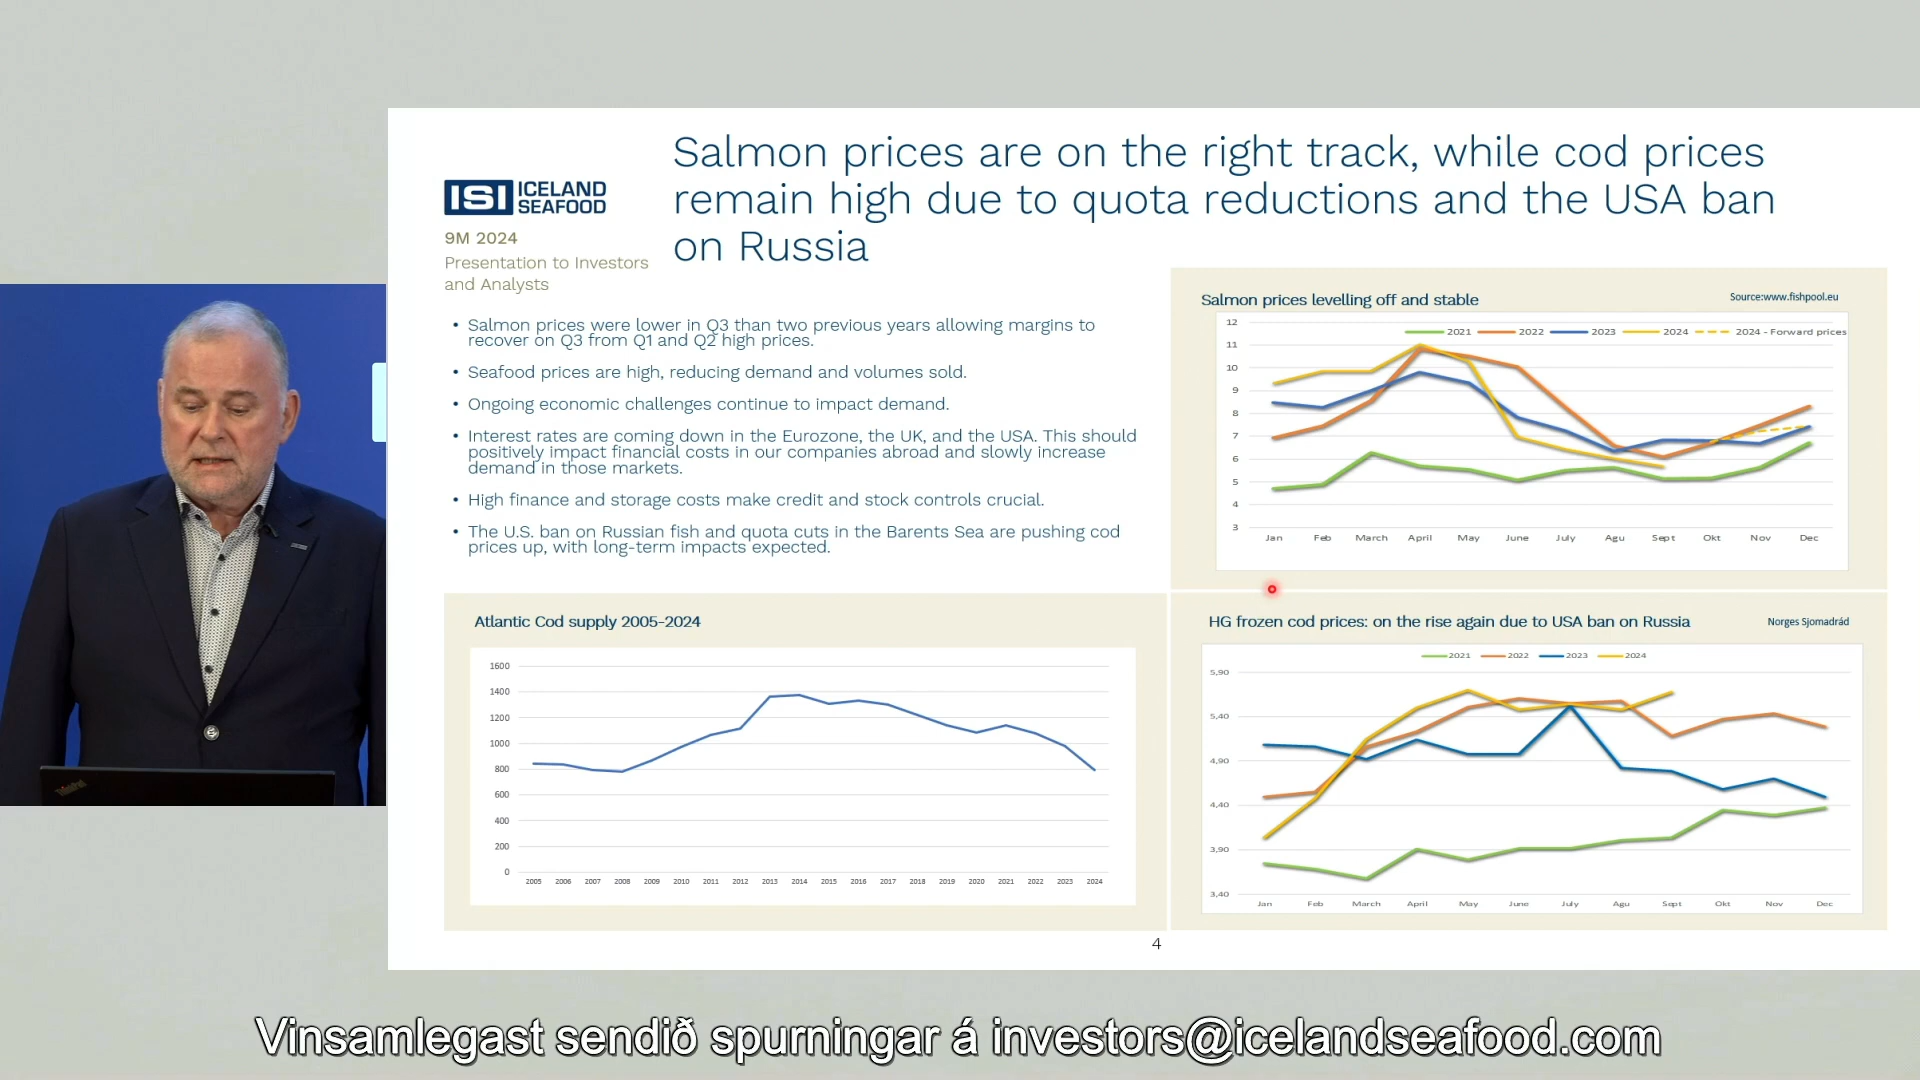 Salmon prices are on the right track, while cod prices
remain high due to quota reductions and the USA ban
on Russia
ISI ICELAND
SEAFOOD
9M 2024
Presentation to Investors
and Analysts
• Salmon prices were lower in Q3 than two previous years allowing margins to
recover on Q3 from Q1 and Q2 high prices.
• Seafood prices are high, reducing demand and volumes sold.
• Ongoing economic challenges continue to impact demand.
• Interest rates are coming down in the Eurozone, the UK, and the USA. This should
positively impact financial costs in our companies abroad and slowly increase
demand in those markets.
• High finance and storage costs make credit and stock controls crucial.
• The U.S. ban on Russian fish and quota cuts in the Barents Sea are pushing cod
prices up, with long-term impacts expected.
Salmon prices levelling off and stable
Source:www.fishpool.eu
2021 2022 2023 2024 2024 - Forward prices
12
11
10
9
8
7
6
5
4
3
Jan Feb March April May June July Agu Sept Okt Nov Dec
Atlantic Cod supply 2005-2024
1600
1400
1200
1000
800
600
400
200
0
2005 2006 2007 2008 2009 2010 2011 2012 2013 2014 2015 2016 2017 2018 2019 2020 2021 2022 2023 2024
HG frozen cod prices: on the rise again due to USA ban on Russia
Norges Sjomadrád
2021 2022 2023 2024
5,90
5,40
4,90
4,40
3,90
3,40
Jan Feb March April May June July Agu Sept Okt Nov Dec
4
Vinsamlegast sendið spurningar á investors@icelandseafood.com